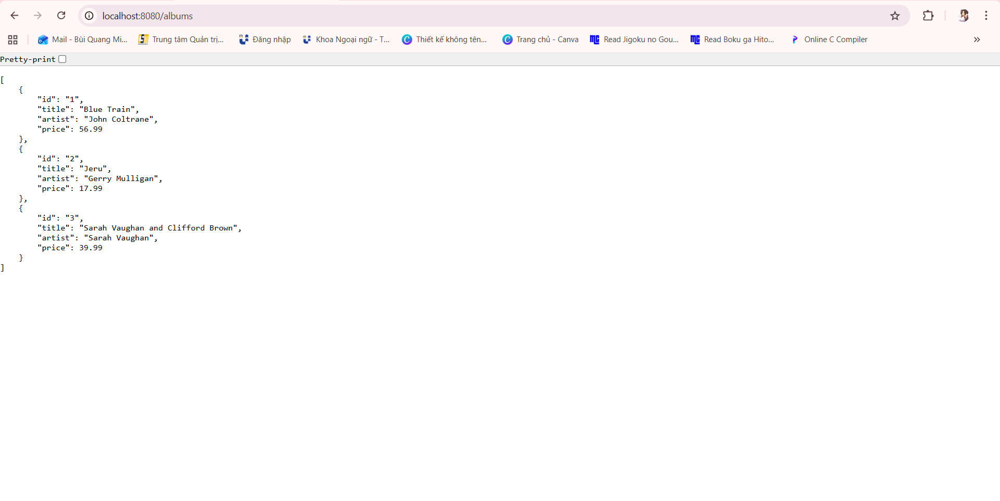 localhost:8080/albums
Mail - Bùi Quang Mi... Trung tâm Quản trị... Đăng nhập Khoa Ngoại ngữ - T... Thiết kế không tên... Trang chủ - Canva Read Jigoku no Gou... Read Boku ga Hito... Online C Compiler
Pretty-print
[
    {
        "id": "1",
        "title": "Blue Train",
        "artist": "John Coltrane",
        "price": 56.99
    },
    {
        "id": "2",
        "title": "Jeru",
        "artist": "Gerry Mulligan",
        "price": 17.99
    },
    {
        "id": "3",
        "title": "Sarah Vaughan and Clifford Brown",
        "artist": "Sarah Vaughan",
        "price": 39.99
    }
]